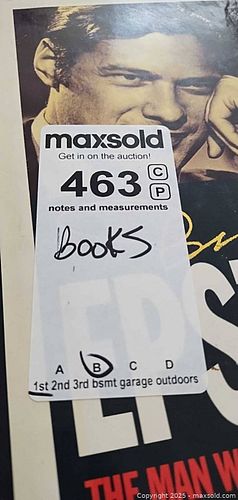 maxsold
Get in on the auction!
463 C
P
notes and measurements
Books
A B C D
1st 2nd 3rd bsmt garage outdoors
EPS
THE MAN W
Copyright 2025 - maxsold.com